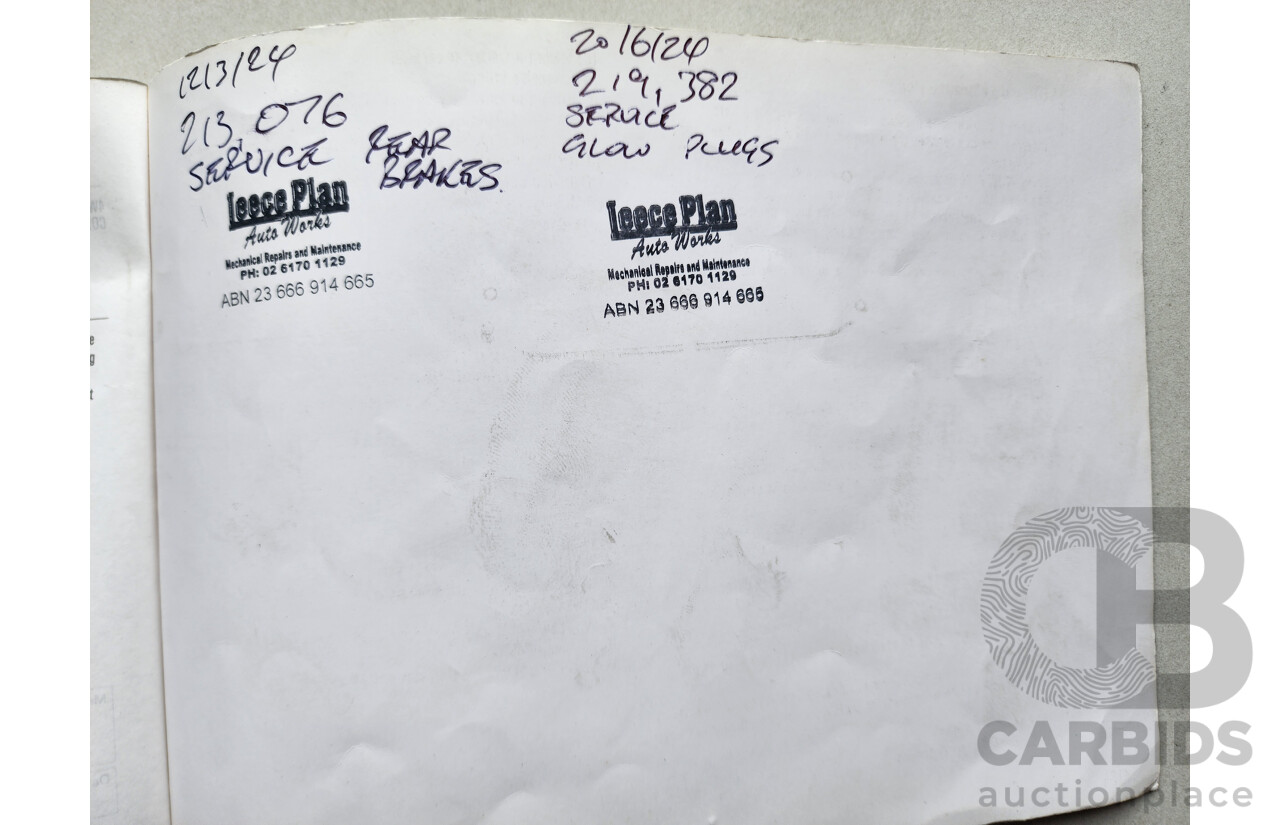 12/3/24
213,076
SERVICE REAR
BRAKES.
Leece Plan
Auto Works
Mechanical Repairs and Maintenance
PH: 02 6170 1129
ABN 23 666 914 665
20/6/24
219,382
SERVICE
GLOW PLUGS
Leece Plan
Auto Works
Mechanical Repairs and Maintenance
PH: 02 6170 1129
ABN 23 666 914 665
CARBIDS
auctionplace